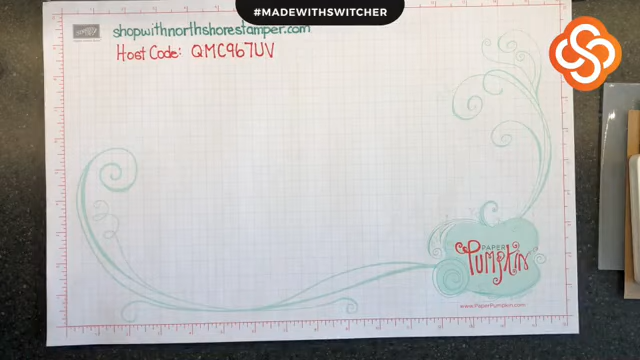 #MADEWITHSWITCHER
shopwithnorthshorestamper.com
Host Code: QMC967UV
PAPER
Pumpkin
www.PaperPumpkin.com